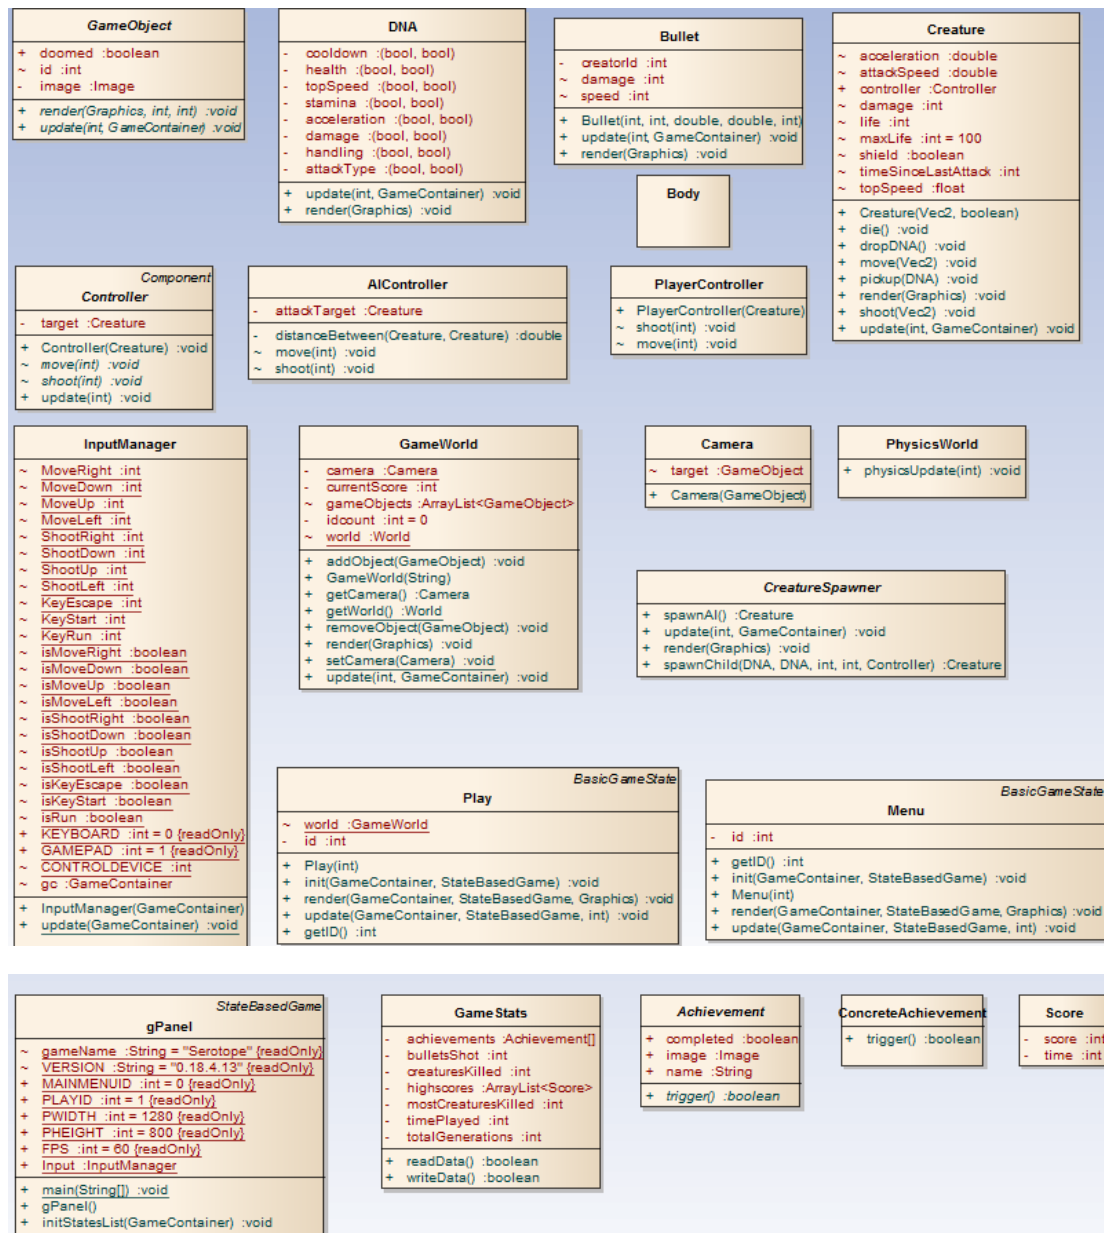 GameObject
+ doomed :boolean
~ id :int
- image :Image
+ render(Graphics, int, int) :void
+ update(int, GameContainer) :void
DNA
- cooldown :(bool, bool)
- health :(bool, bool)
- topSpeed :(bool, bool)
- stamina :(bool, bool)
- acceleration :(bool, bool)
- damage :(bool, bool)
- handling :(bool, bool)
- attackType :(bool, bool)
+ update(int, GameContainer) :void
+ render(Graphics) :void
Bullet
- creatorId :int
~ damage :int
~ speed :int
+ Bullet(int, int, double, double, int)
+ update(int, GameContainer) :void
+ render(Graphics) :void
Body
Creature
~ acceleration :double
~ attackSpeed :double
+ controller :Controller
~ damage :int
~ life :int
~ maxLife :int = 100
~ shield :boolean
~ timeSinceLastAttack :int
~ topSpeed :float
+ Creature(Vec2, boolean)
+ die() :void
+ dropDNA() :void
+ move(Vec2) :void
+ pickup(DNA) :void
+ render(Graphics) :void
+ shoot(Vec2) :void
+ update(int, GameContainer) :void
Component
Controller
- target :Creature
+ Controller(Creature) :void
~ move(int) :void
~ shoot(int) :void
+ update(int) :void
AIController
- attackTarget :Creature
- distanceBetween(Creature, Creature) :double
~ move(int) :void
~ shoot(int) :void
PlayerController
+ PlayerController(Creature)
~ shoot(int) :void
~ move(int) :void
InputManager
~ MoveRight :int
~ MoveDown :int
~ MoveUp :int
~ MoveLeft :int
~ ShootRight :int
~ ShootDown :int
~ ShootUp :int
~ ShootLeft :int
~ KeyEscape :int
~ KeyStart :int
~ KeyRun :int
~ isMoveRight :boolean
~ isMoveDown :boolean
~ isMoveUp :boolean
~ isMoveLeft :boolean
~ isShootRight :boolean
~ isShootDown :boolean
~ isShootUp :boolean
~ isShootLeft :boolean
~ isKeyEscape :boolean
~ isKeyStart :boolean
~ isRun :boolean
+ KEYBOARD :int = 0 {readOnly}
+ GAMEPAD :int = 1 {readOnly}
~ CONTROLDEVICE :int
~ gc :GameContainer
+ InputManager(GameContainer)
+ update(GameContainer) :void
GameWorld
- camera :Camera
- currentScore :int
~ gameObjects :ArrayList<GameObject>
- idcount :int = 0
~ world :World
+ addObject(GameObject) :void
+ GameWorld(String)
+ getCamera() :Camera
+ getWorld() :World
+ removeObject(GameObject) :void
+ render(Graphics) :void
+ setCamera(Camera) :void
+ update(int, GameContainer) :void
Camera
~ target :GameObject
+ Camera(GameObject)
PhysicsWorld
+ physicsUpdate(int) :void
CreatureSpawner
+ spawnAI() :Creature
+ update(int, GameContainer) :void
+ render(Graphics) :void
+ spawnChild(DNA, DNA, int, int, Controller) :Creature
BasicGameState
Play
~ world :GameWorld
- id :int
+ Play(int)
+ init(GameContainer, StateBasedGame) :void
+ render(GameContainer, StateBasedGame, Graphics) :void
+ update(GameContainer, StateBasedGame, int) :void
+ getID() :int
BasicGameState
Menu
- id :int
+ getID() :int
+ init(GameContainer, StateBasedGame) :void
+ Menu(int)
+ render(GameContainer, StateBasedGame, Graphics) :void
+ update(GameContainer, StateBasedGame, int) :void
StateBasedGame
gPanel
~ gameName :String = "Serotope" {readOnly}
~ VERSION :String = "0.18.4.13" {readOnly}
+ MAINMENUID :int = 0 {readOnly}
+ PLAYID :int = 1 {readOnly}
+ PWIDTH :int = 1280 {readOnly}
+ PHEIGHT :int = 800 {readOnly}
+ FPS :int = 60 {readOnly}
+ Input :InputManager
+ main(String[]) :void
+ gPanel()
+ initStatesList(GameContainer) :void
GameStats
- achievements :Achievement[]
- bulletsShot :int
- creaturesKilled :int
- highscores :ArrayList<Score>
- mostCreaturesKilled :int
- timePlayed :int
- totalGenerations :int
+ readData() :boolean
+ writeData() :boolean
Achievement
+ completed :boolean
+ image :Image
+ name :String
+ trigger() :boolean
ConcreteAchievement
+ trigger() :boolean
Score
- score :int
- time :int